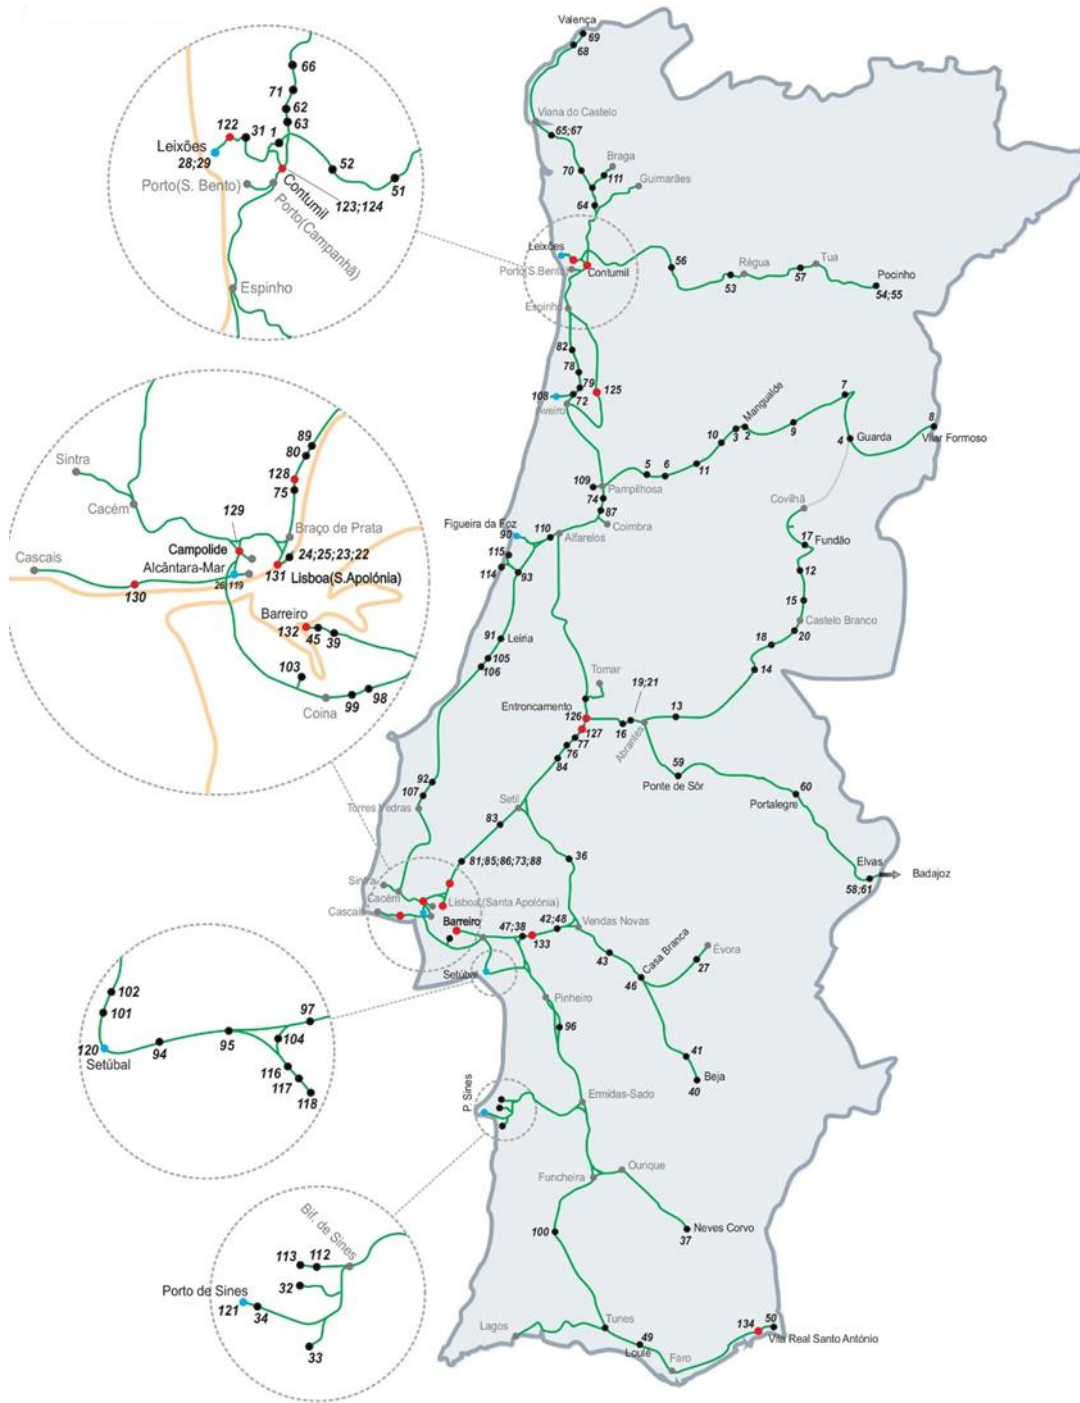 Valença
69
68
Viana do Castelo
65;67
Braga
70
111
Guimarães
64
Leixões
Porto(S.Bento)
Contumil
56
Régua
53
Tua
57
Pocinho
54;55
Espinho
82
78
79
125
108
72
Aveiro
Mangualde
7
8
10
3
2
9
4
Guarda
Vilar Formoso
5
6
11
109
Pampilhosa
74
87
Covilhã
Figueira da Foz
90
110
Alfarelos
Coimbra
17
Fundão
115
114
93
12
15
Castelo Branco
91
Leiria
18
20
105
106
14
Tomar
19;21
Entroncamento
126
13
127
16
Abrantes
77
76
84
59
Ponte de Sôr
60
Portalegre
92
107
Torres Vedras
Setil
83
36
81;85;86;73;88
Elvas
58;61
Badajoz
Sintra
Cacém
Cascais
Lisboa(Santa Apolónia)
Barreiro
47;38
42;48
133
Vendas Novas
43
Casa Branca
Évora
27
46
Setúbal
Pinheiro
96
41
Beja
40
P. Sines
Ermidas-Sado
Ourique
Funcheira
100
Neves Corvo
37
Tunes
Lagos
49
Loulé
Faro
134
50
Vila Real Santo António
66
71
62
63
122
31
1
Leixões
28;29
52
51
Porto(S. Bento)
Contumil
123;124
Porto(Campanhã)
Espinho
89
80
128
75
Sintra
Cacém
129
Braço de Prata
Campolide
24;25;23;22
Cascais
Alcântara-Mar
131
Lisboa(S.Apolónia)
26
119
130
Barreiro
132
45
39
103
Coina
99
98
102
101
97
120
Setúbal
94
95
104
116
117
118
Bif. de Sines
113
112
32
Porto de Sines
121
34
33